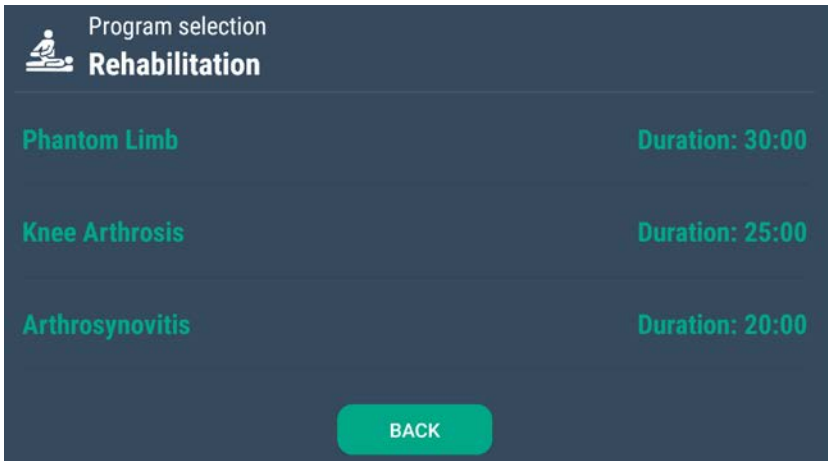 Program selection
Rehabilitation
Phantom Limb Duration: 30:00
Knee Arthrosis Duration: 25:00
Arthrosynovitis Duration: 20:00
BACK